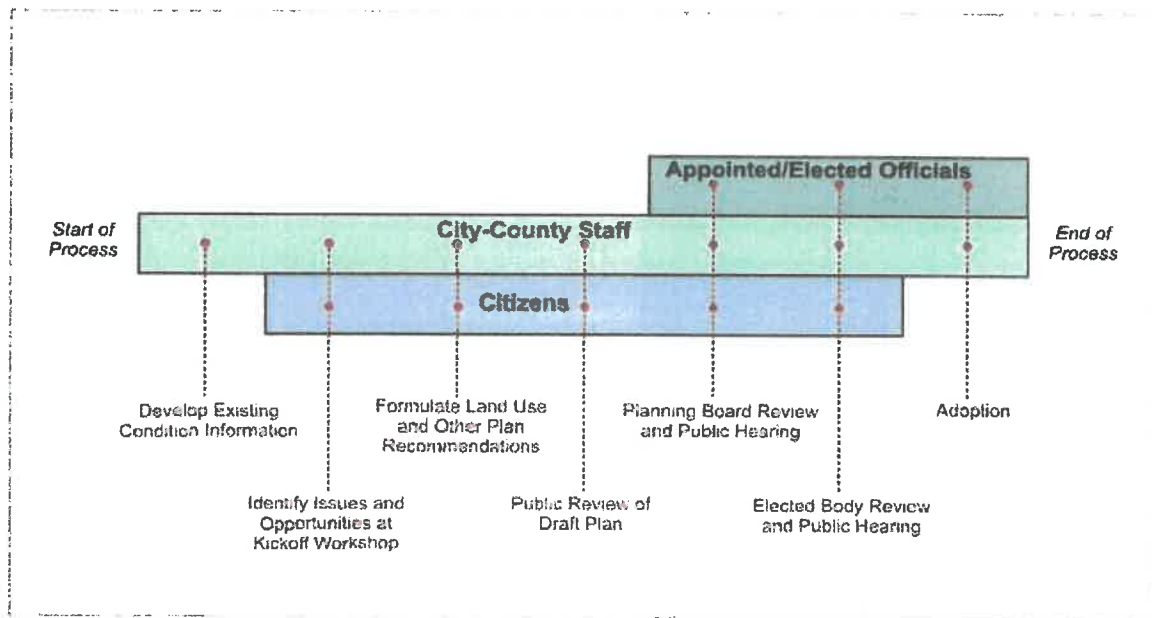 Appointed/Elected Officials
Start of
Process
City-County Staff
End of
Process
Citizens
Develop Existing
Condition Information
Formulate Land Use
and Other Plan
Recommendations
Planning Board Review
and Public Hearing
Adoption
Identify Issues and
Opportunities at
Kickoff Workshop
Public Review of
Draft Plan
Elected Body Review
and Public Hearing